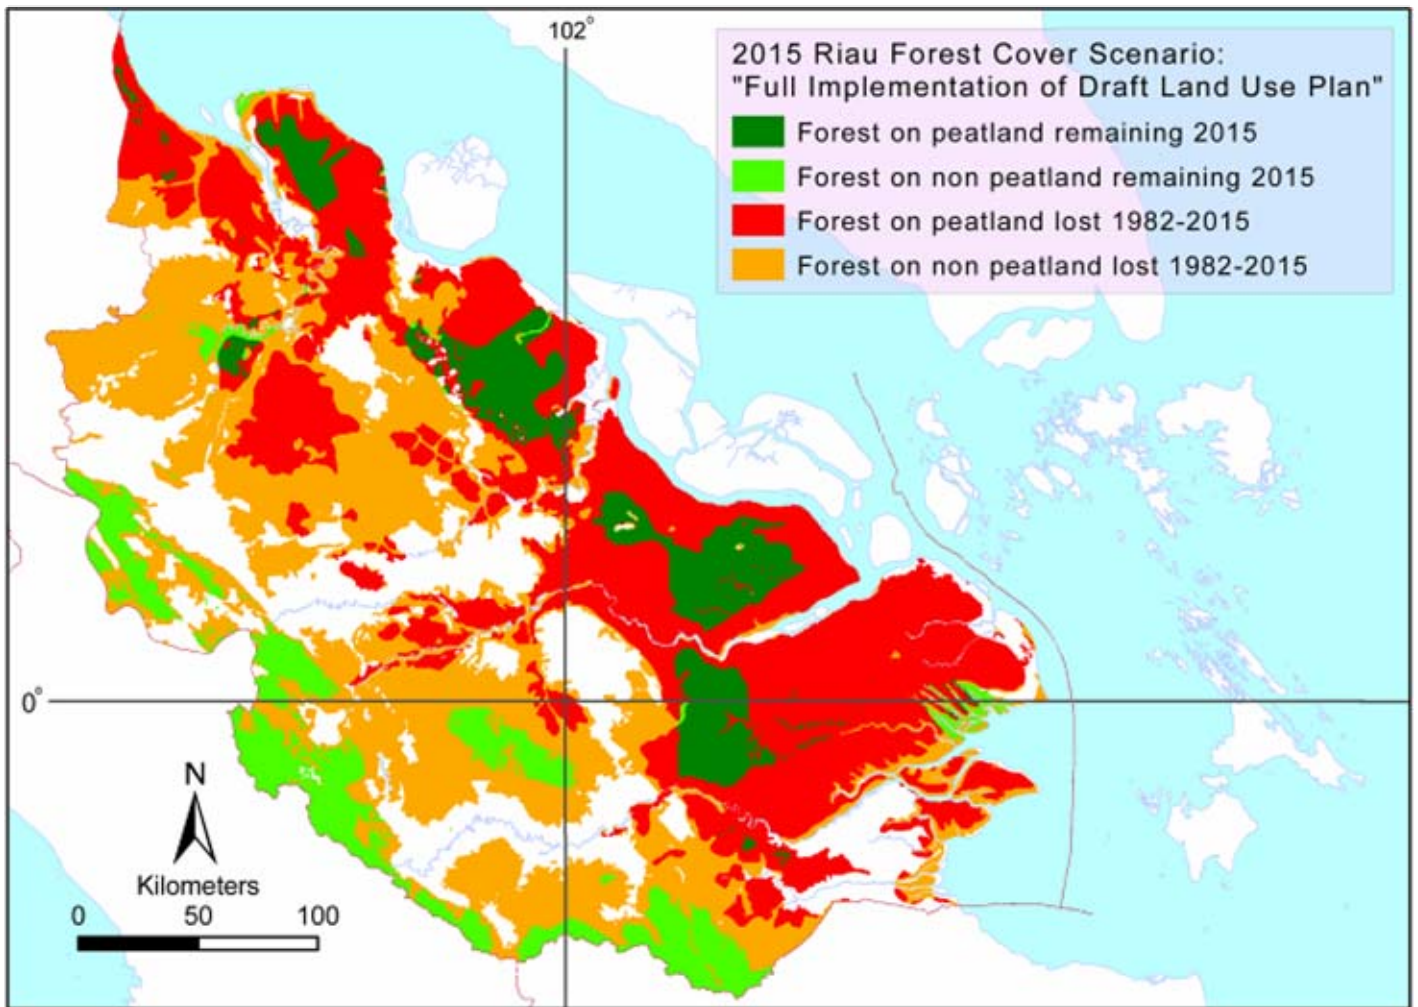 102°
2015 Riau Forest Cover Scenario:
"Full Implementation of Draft Land Use Plan"
Forest on peatland remaining 2015
Forest on non peatland remaining 2015
Forest on peatland lost 1982-2015
Forest on non peatland lost 1982-2015
0°
N
Kilometers
0 50 100